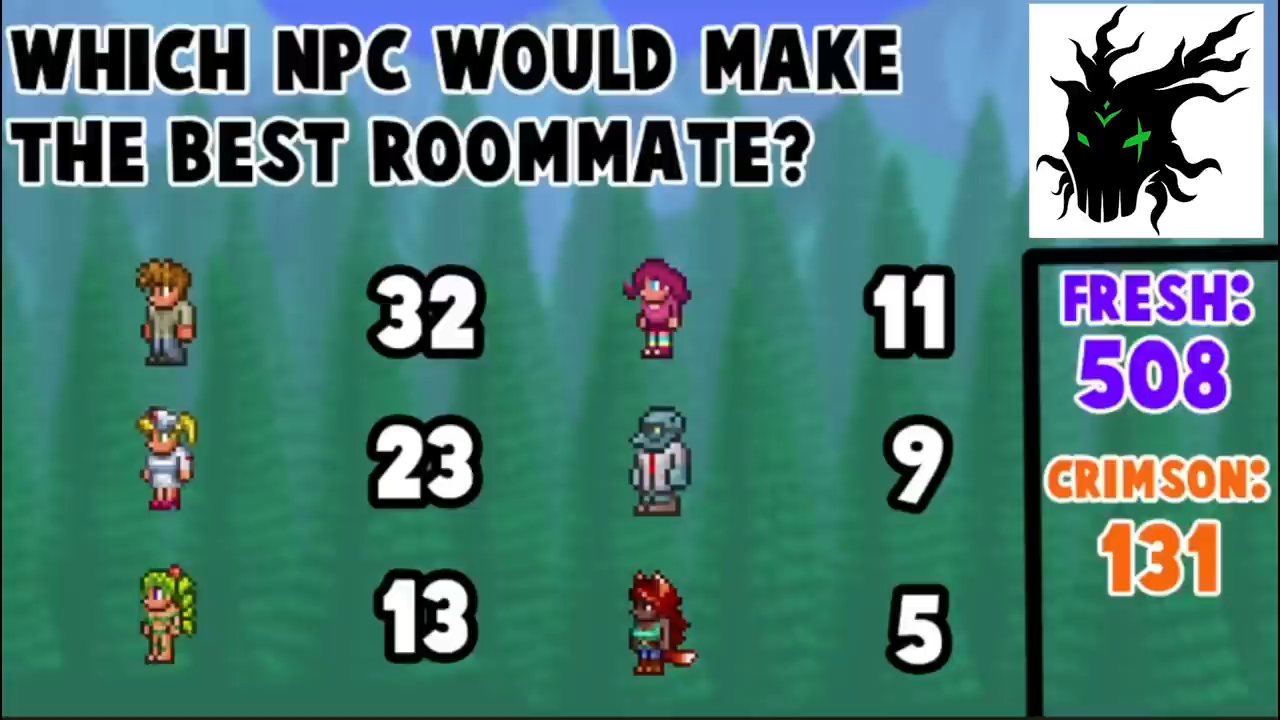 WHICH NPC WOULD MAKE
THE BEST ROOMMATE?
32
11
23
9
13
5
FRESH:
508
CRIMSON:
131